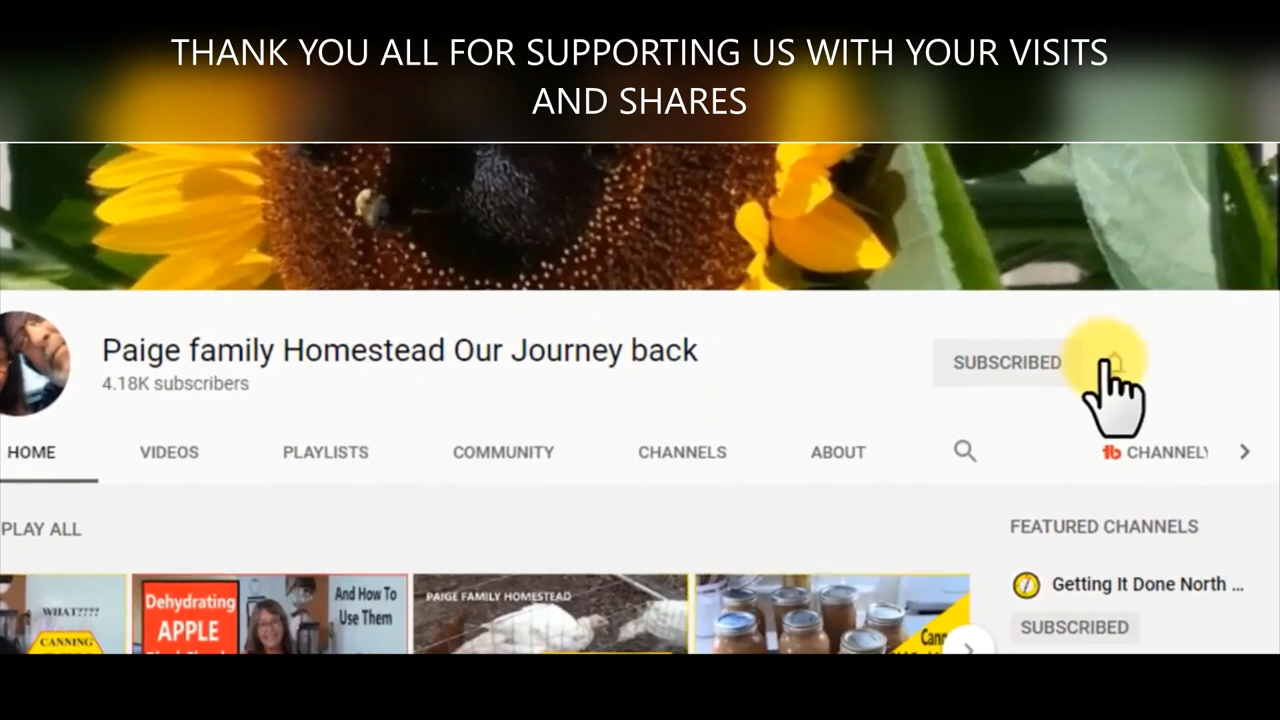 THANK YOU ALL FOR SUPPORTING US WITH YOUR VISITS
AND SHARES
Paige family Homestead Our Journey back
4.18K subscribers
SUBSCRIBED
HOME
VIDEOS
PLAYLISTS
COMMUNITY
CHANNELS
ABOUT
tb CHANNELY
PLAY ALL
FEATURED CHANNELS
Getting It Done North ...
SUBSCRIBED
WHAT????
CANNING
Dehydrating
APPLE
And How To
Use Them
PAIGE FAMILY HOMESTEAD